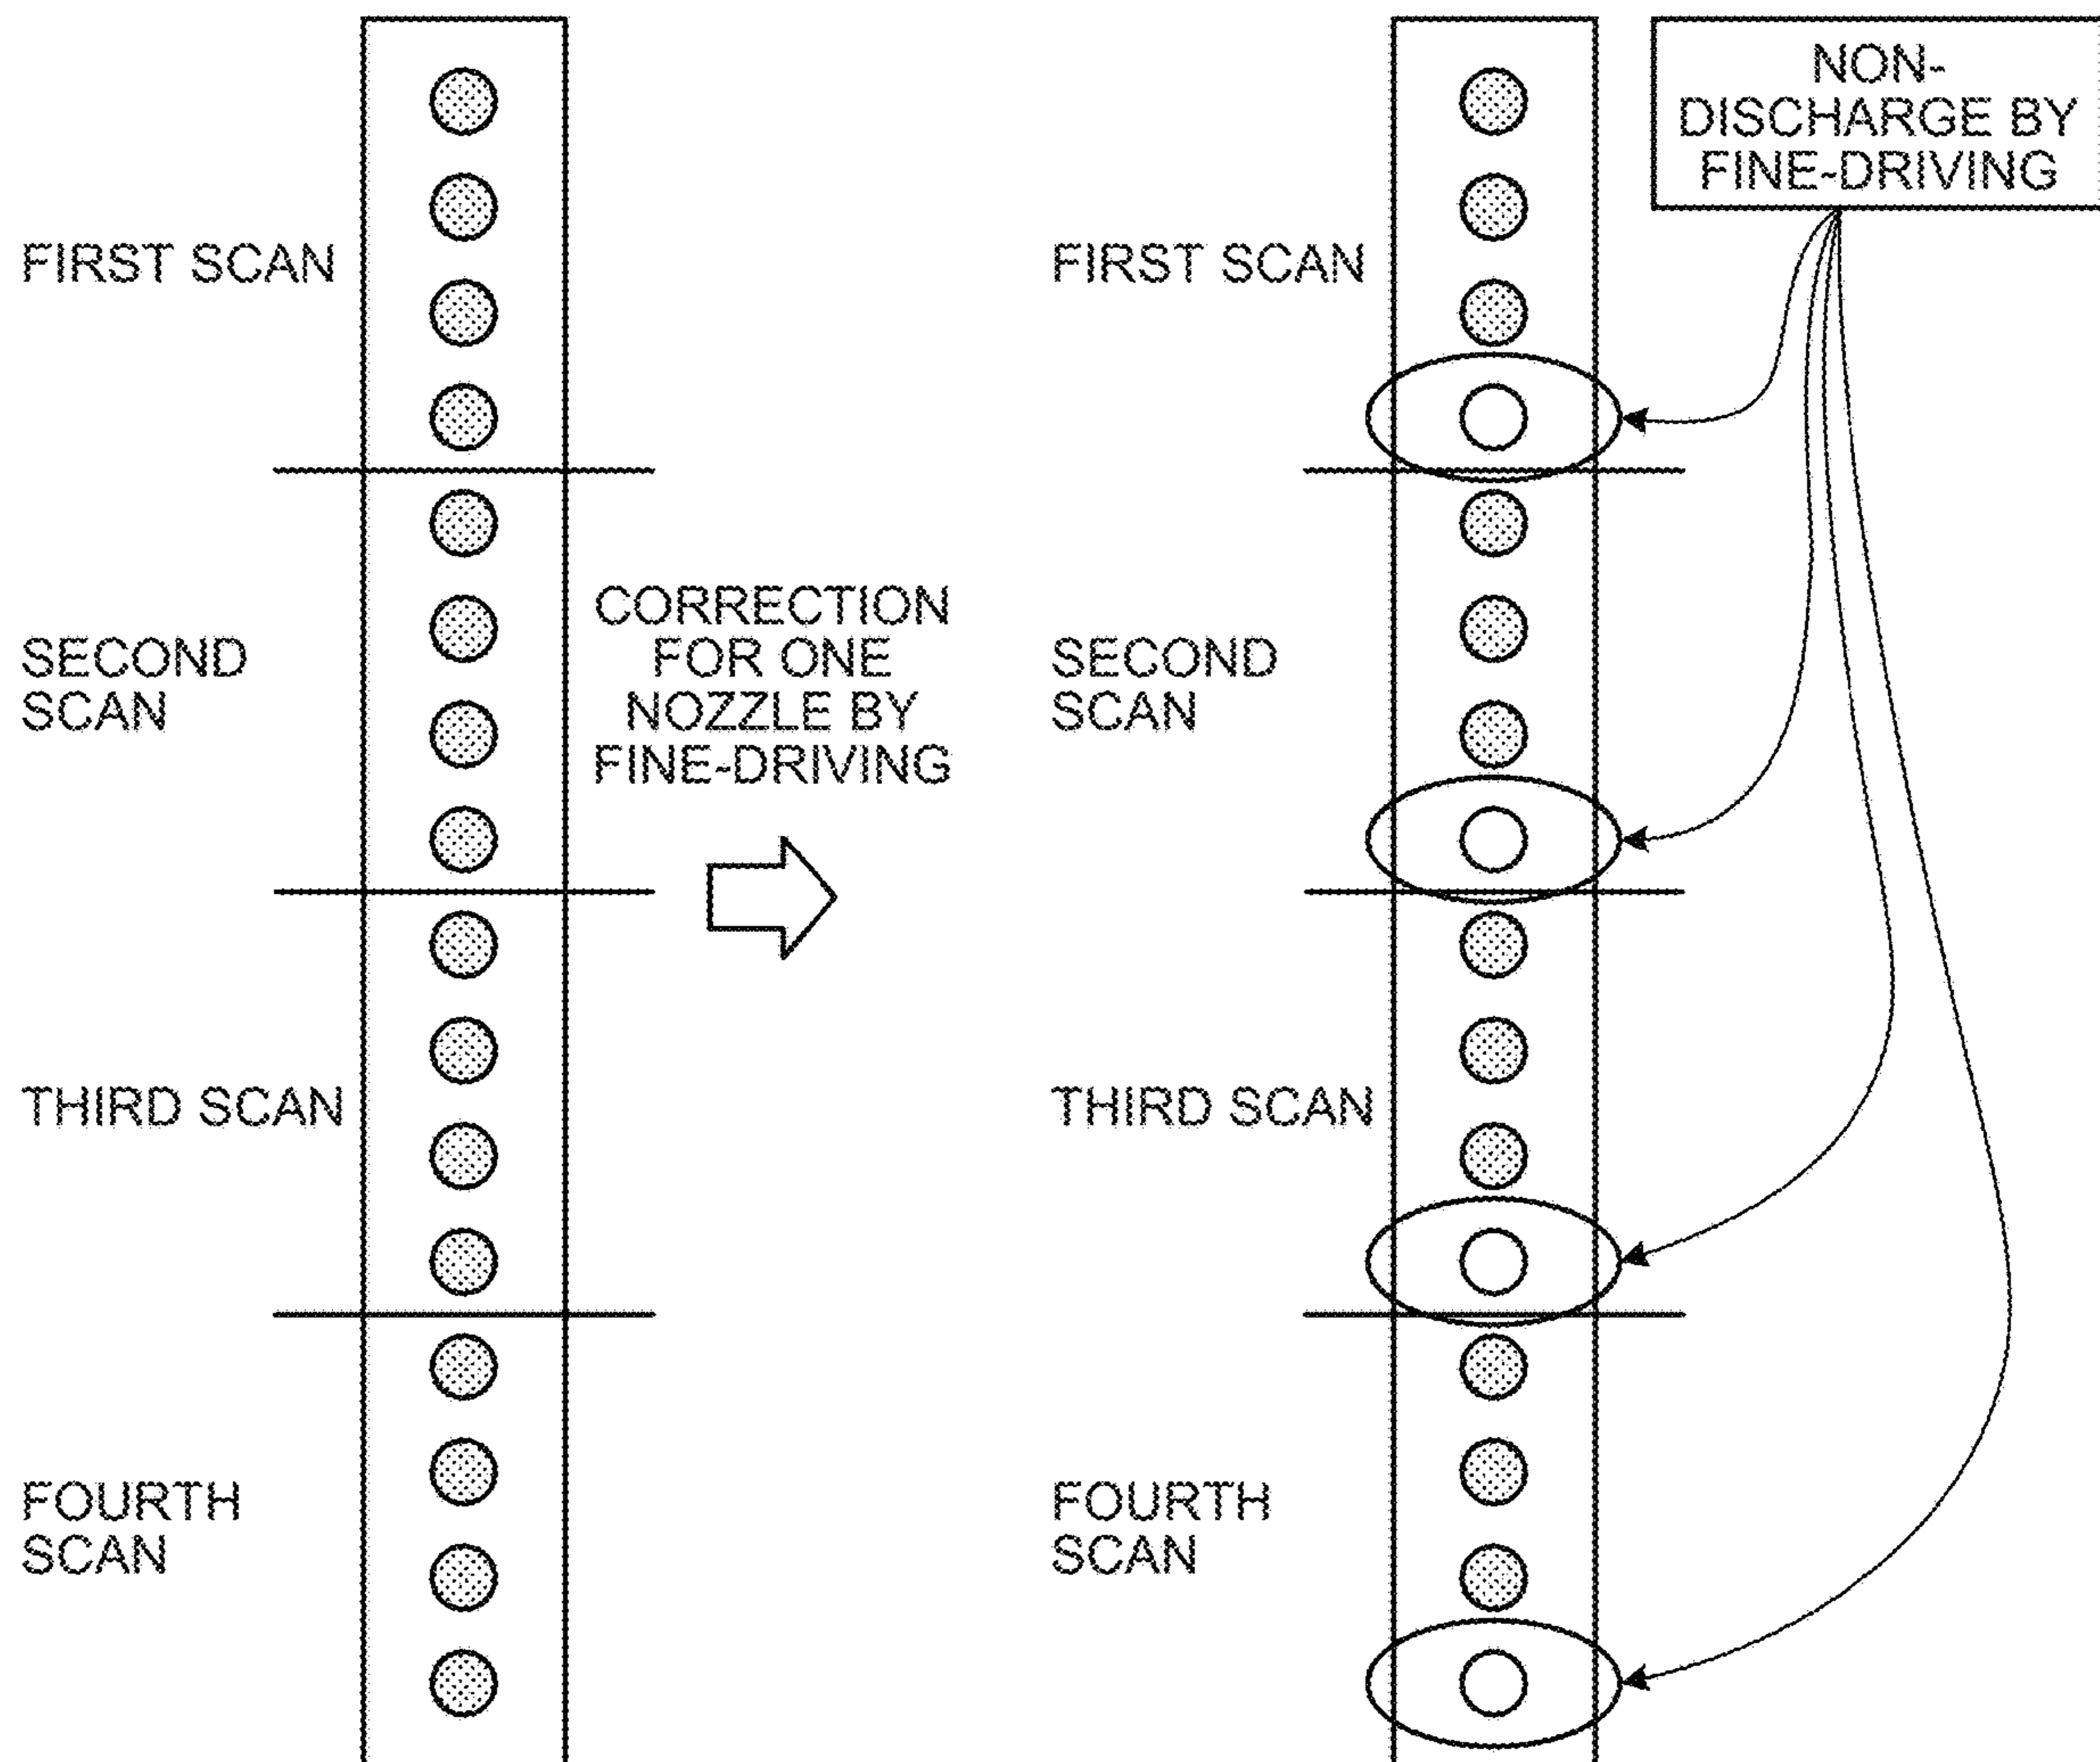 FIRST SCAN
SECOND
SCAN
THIRD SCAN
FOURTH
SCAN
CORRECTION
FOR ONE
NOZZLE BY
FINE-DRIVING
FIRST SCAN
SECOND
SCAN
THIRD SCAN
FOURTH
SCAN
NON-
DISCHARGE BY
FINE-DRIVING